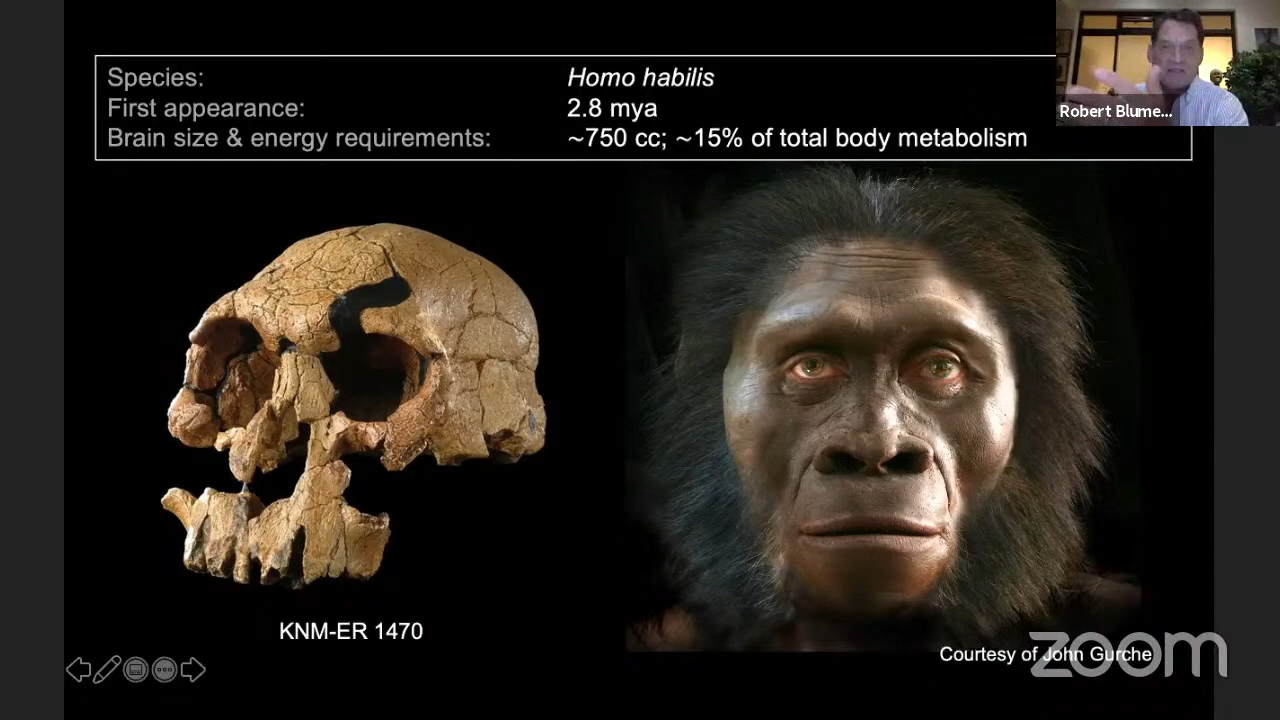 Species: Homo habilis
First appearance: 2.8 mya
Brain size & energy requirements: ~750 cc; ~15% of total body metabolism
Robert Blume...
KNM-ER 1470
Courtesy of John Gurche
zoom